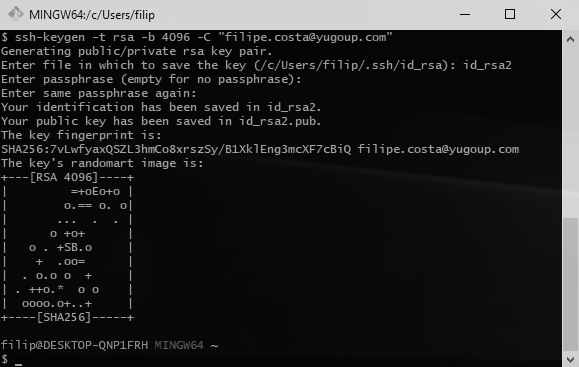 MINGW64:/c/Users/filip
$ ssh-keygen -t rsa -b 4096 -C "filipe.costa@yugoup.com"
Generating public/private rsa key pair.
Enter file in which to save the key (/c/Users/filip/.ssh/id_rsa): id_rsa2
Enter passphrase (empty for no passphrase):
Enter same passphrase again:
Your identification has been saved in id_rsa2.
Your public key has been saved in id_rsa2.pub.
The key fingerprint is:
SHA256:7vLwfyaxQSZL3hmCo8xrszSy/B1XklEng3mcXF7cBiQ filipe.costa@yugoup.com
The key's randomart image is:
+---[RSA 4096]----+
|         =+oEo+o |
|        o.== o. o|
|       ...  .  . |
|      o +o+      |
|   o . +SB.o     |
|    +  .oo=      |
|  . o.o o  +     |
| . ++o.*  o o    |
|  oooo.o+..+     |
+----[SHA256]-----+
filip@DESKTOP-QNP1FRH MINGW64 ~
$